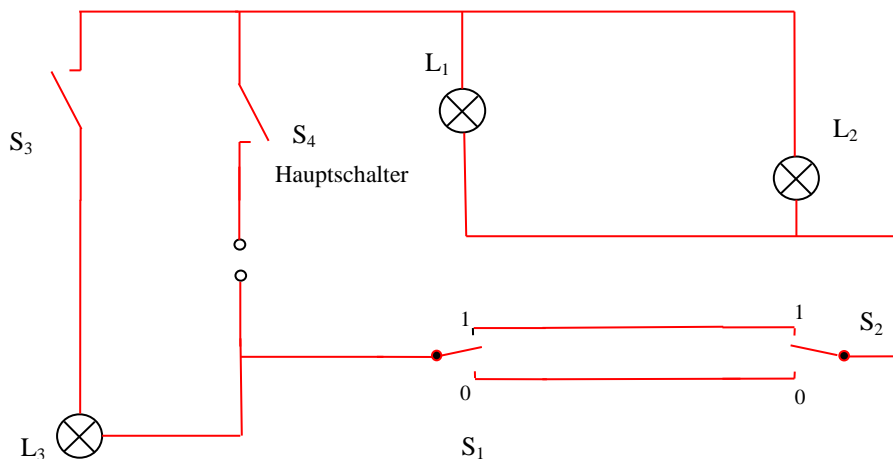 L₁
L₂
S₃
S₄
Hauptschalter
1
1
S₂
0
0
L₃
S₁